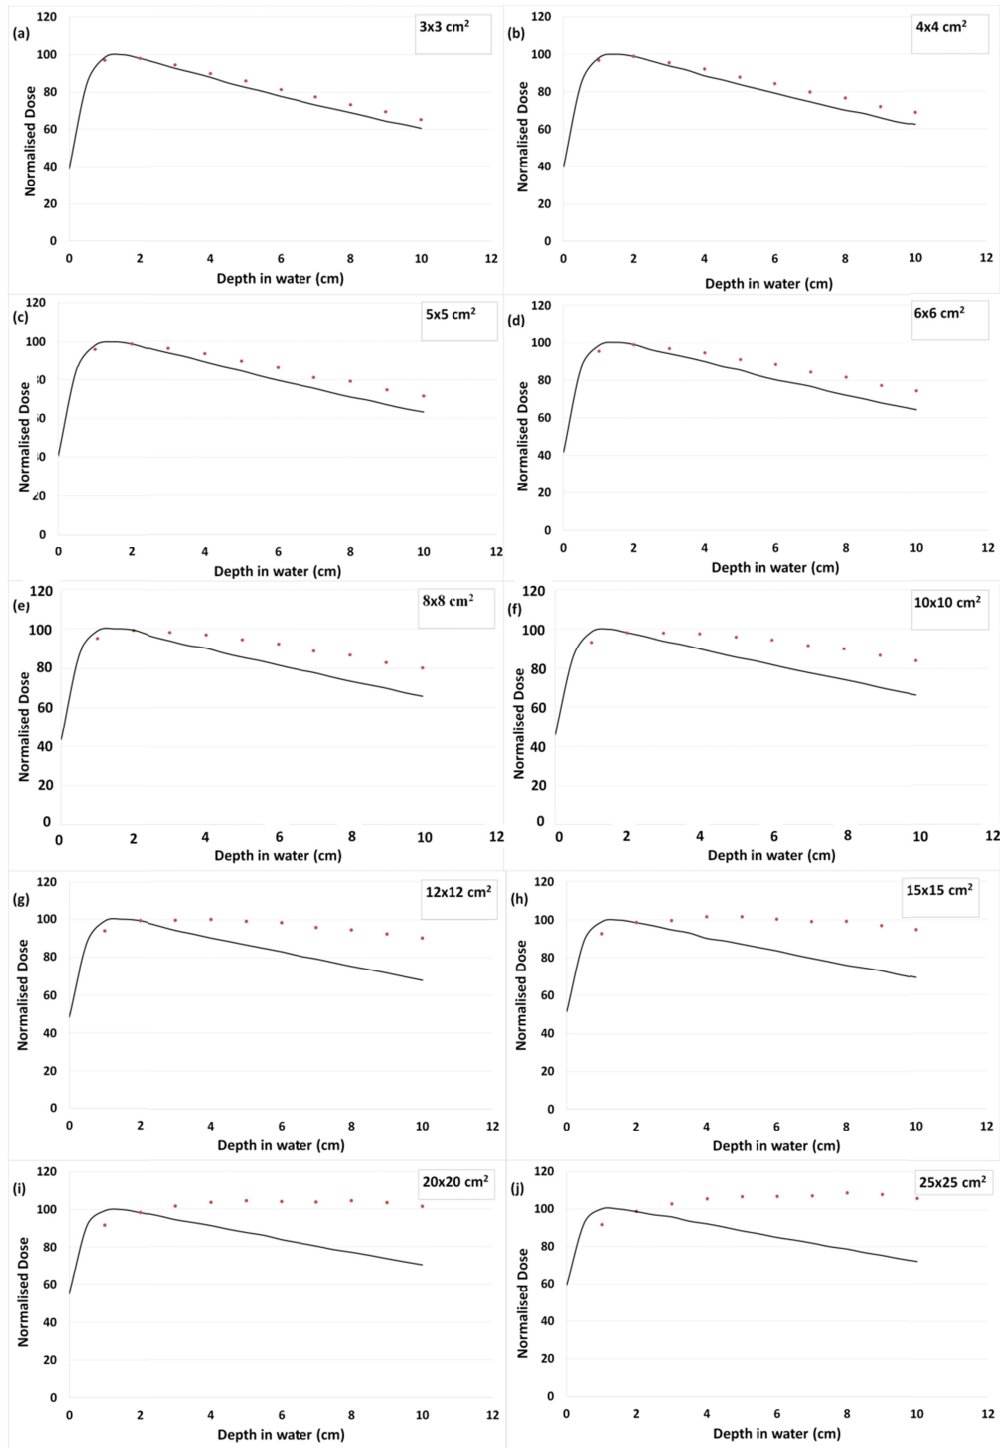 (a)
3x3 cm²
Normalised Dose
120
100
80
60
40
20
0
0 2 4 6 8 10 12
Depth in water (cm)
(b)
4x4 cm²
Normalised Dose
120
100
80
60
40
20
0
0 2 4 6 8 10 12
Depth in water (cm)
(c)
5x5 cm²
Normalised Dose
120
100
80
60
40
20
0
0 2 4 6 8 10 12
Depth in water (cm)
(d)
6x6 cm²
Normalised Dose
120
100
80
60
40
20
0
0 2 4 6 8 10 12
Depth in water (cm)
(e)
8x8 cm²
Normalised Dose
120
100
80
60
40
20
0
0 2 4 6 8 10 12
Depth in water (cm)
(f)
10x10 cm²
Normalised Dose
120
100
80
60
40
20
0
0 2 4 6 8 10 12
Depth in water (cm)
(g)
12x12 cm²
Normalised Dose
120
100
80
60
40
20
0
0 2 4 6 8 10 12
Depth in water (cm)
(h)
15x15 cm²
Normalised Dose
120
100
80
60
40
20
0
0 2 4 6 8 10 12
Depth in water (cm)
(i)
20x20 cm²
Normalised Dose
120
100
80
60
40
20
0
0 2 4 6 8 10 12
Depth in water (cm)
(j)
25x25 cm²
Normalised Dose
120
100
80
60
40
20
0
0 2 4 6 8 10 12
Depth in water (cm)